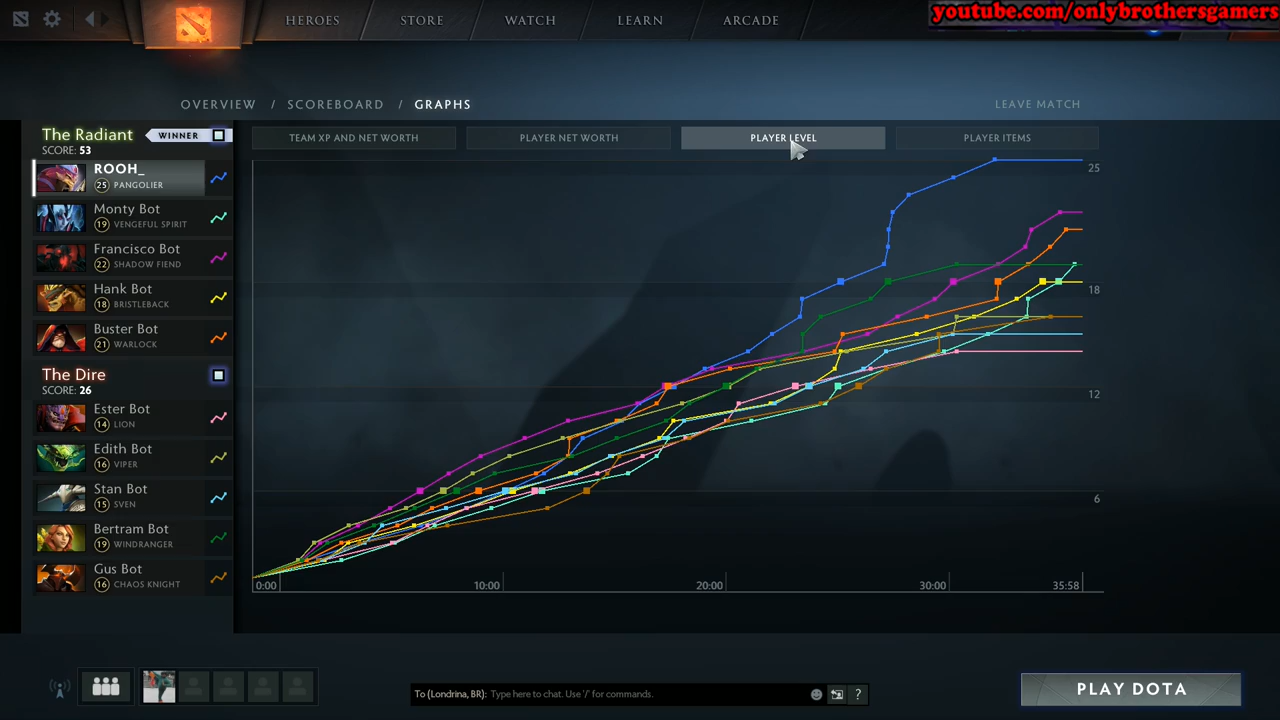 HEROES
STORE
WATCH
LEARN
ARCADE
youtube.com/onlybrothersgamers
OVERVIEW / SCOREBOARD / GRAPHS
LEAVE MATCH
The Radiant
WINNER
SCORE: 53
TEAM XP AND NET WORTH
PLAYER NET WORTH
PLAYER LEVEL
PLAYER ITEMS
ROOH_
25 PANGOLIER
Monty Bot
19 VENGEFUL SPIRIT
Francisco Bot
22 SHADOW FIEND
Hank Bot
18 BRISTLEBACK
Buster Bot
21 WARLOCK
The Dire
SCORE: 26
Ester Bot
14 LION
Edith Bot
16 VIPER
Stan Bot
15 SVEN
Bertram Bot
19 WINDRANGER
Gus Bot
16 CHAOS KNIGHT
25
18
12
6
0:00
10:00
20:00
30:00
35:58
To (Londrina, BR): Type here to chat. Use '/' for commands.
?
PLAY DOTA